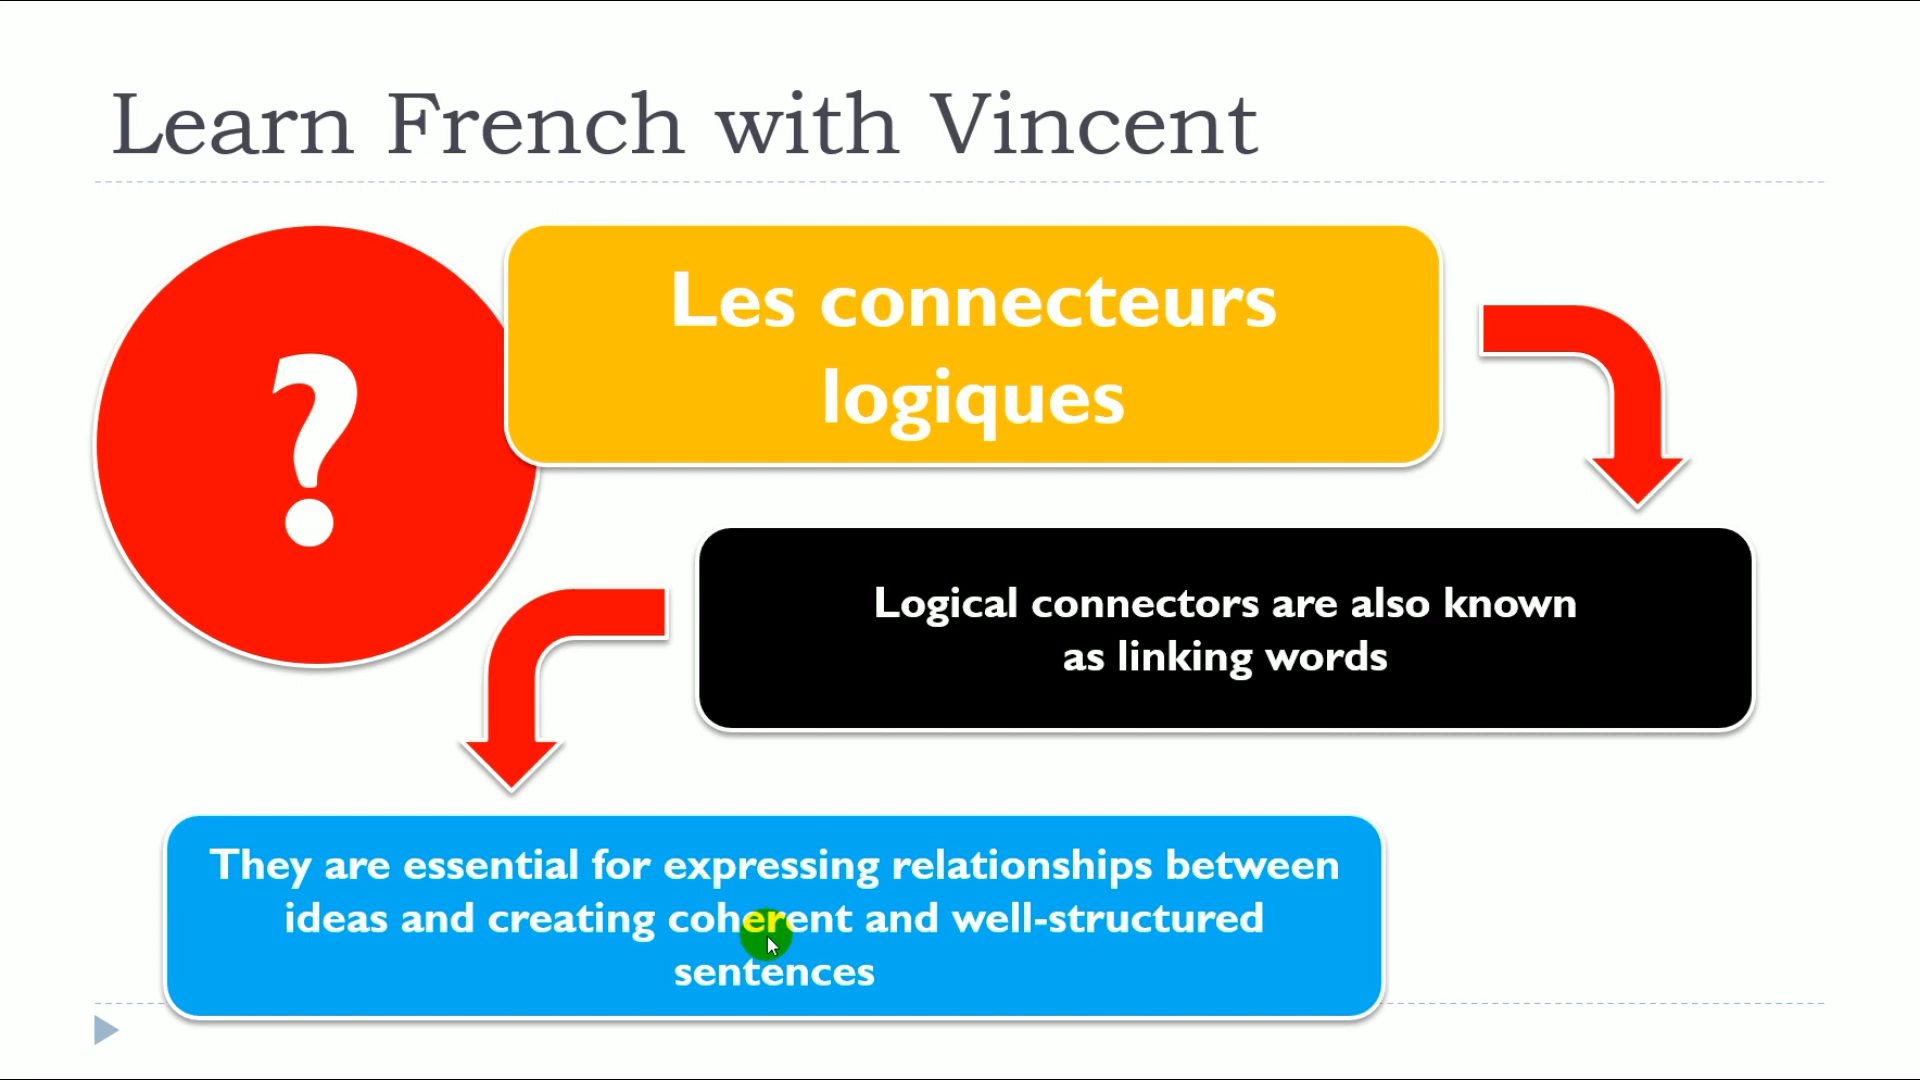 Learn French with Vincent
?
Les connecteurs
logiques
Logical connectors are also known
as linking words
They are essential for expressing relationships between
ideas and creating coherent and well-structured
sentences